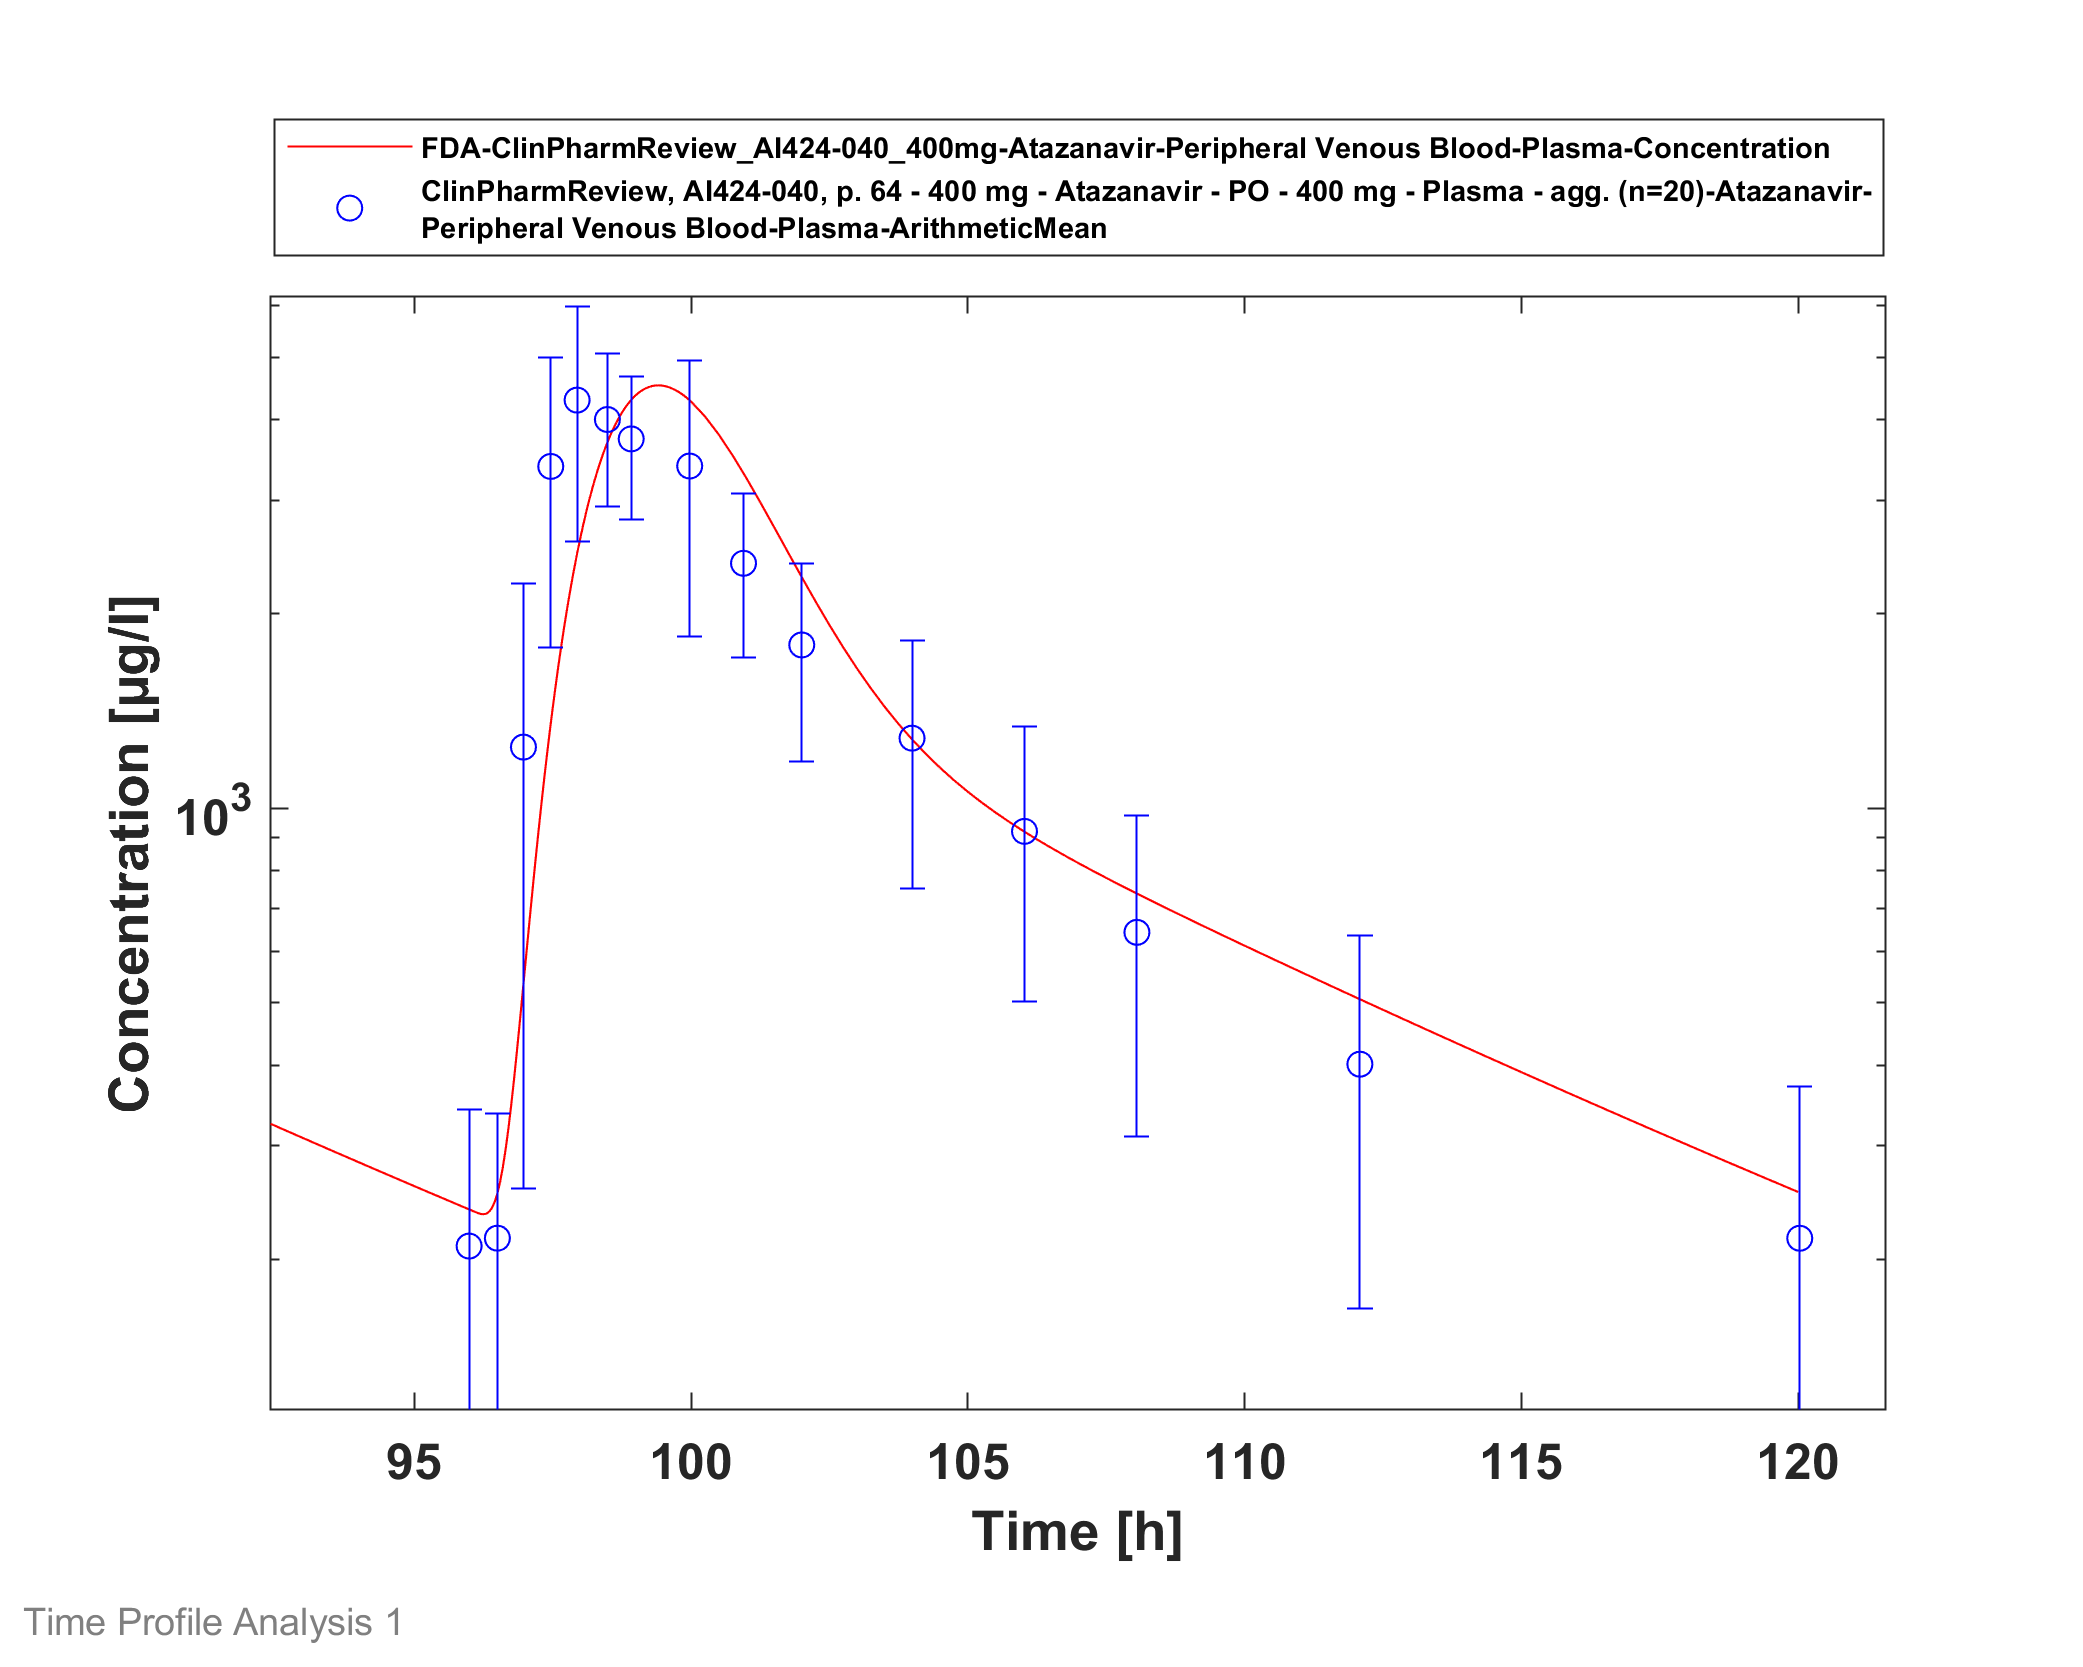 FDA-ClinPharmReview_AI424-040_400mg-Atazanavir-Peripheral Venous Blood-Plasma-Concentration
ClinPharmReview, AI424-040, p. 64 - 400 mg - Atazanavir - PO - 400 mg - Plasma - agg. (n=20)-Atazanavir-
Peripheral Venous Blood-Plasma-ArithmeticMean
Concentration [µg/l]
10³
95 100 105 110 115 120
Time [h]
Time Profile Analysis 1